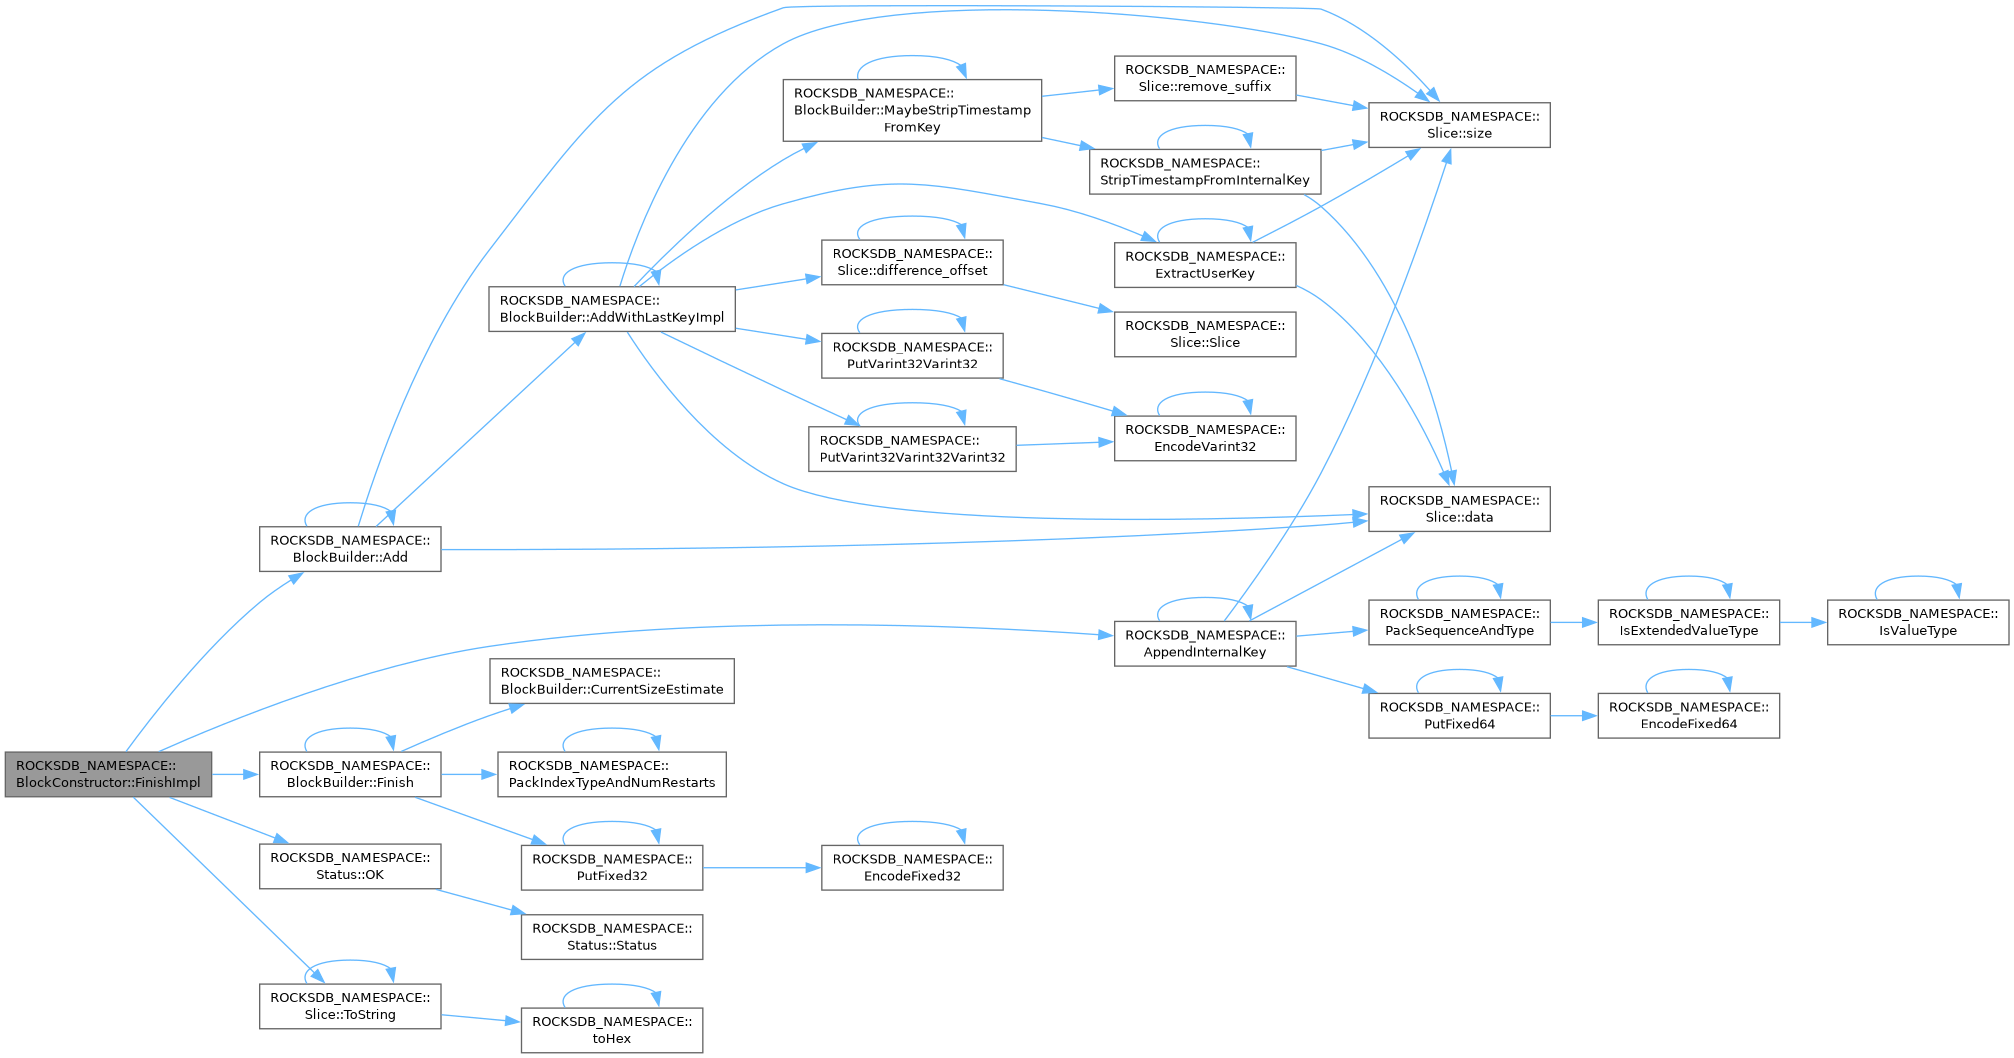 ROCKSDB_NAMESPACE::
Slice::remove_suffix
ROCKSDB_NAMESPACE::
BlockBuilder::MaybeStripTimestamp
FromKey
ROCKSDB_NAMESPACE::
Slice::size
ROCKSDB_NAMESPACE::
StripTimestampFromInternalKey
ROCKSDB_NAMESPACE::
Slice::difference_offset
ROCKSDB_NAMESPACE::
ExtractUserKey
ROCKSDB_NAMESPACE::
BlockBuilder::AddWithLastKeyImpl
ROCKSDB_NAMESPACE::
Slice::Slice
ROCKSDB_NAMESPACE::
PutVarint32Varint32
ROCKSDB_NAMESPACE::
EncodeVarint32
ROCKSDB_NAMESPACE::
PutVarint32Varint32Varint32
ROCKSDB_NAMESPACE::
Slice::data
ROCKSDB_NAMESPACE::
BlockBuilder::Add
ROCKSDB_NAMESPACE::
PackSequenceAndType
ROCKSDB_NAMESPACE::
IsExtendedValueType
ROCKSDB_NAMESPACE::
IsValueType
ROCKSDB_NAMESPACE::
AppendInternalKey
ROCKSDB_NAMESPACE::
BlockBuilder::CurrentSizeEstimate
ROCKSDB_NAMESPACE::
PutFixed64
ROCKSDB_NAMESPACE::
EncodeFixed64
ROCKSDB_NAMESPACE::
BlockConstructor::FinishImpl
ROCKSDB_NAMESPACE::
BlockBuilder::Finish
ROCKSDB_NAMESPACE::
PackIndexTypeAndNumRestarts
ROCKSDB_NAMESPACE::
Status::OK
ROCKSDB_NAMESPACE::
PutFixed32
ROCKSDB_NAMESPACE::
EncodeFixed32
ROCKSDB_NAMESPACE::
Status::Status
ROCKSDB_NAMESPACE::
Slice::ToString
ROCKSDB_NAMESPACE::
toHex